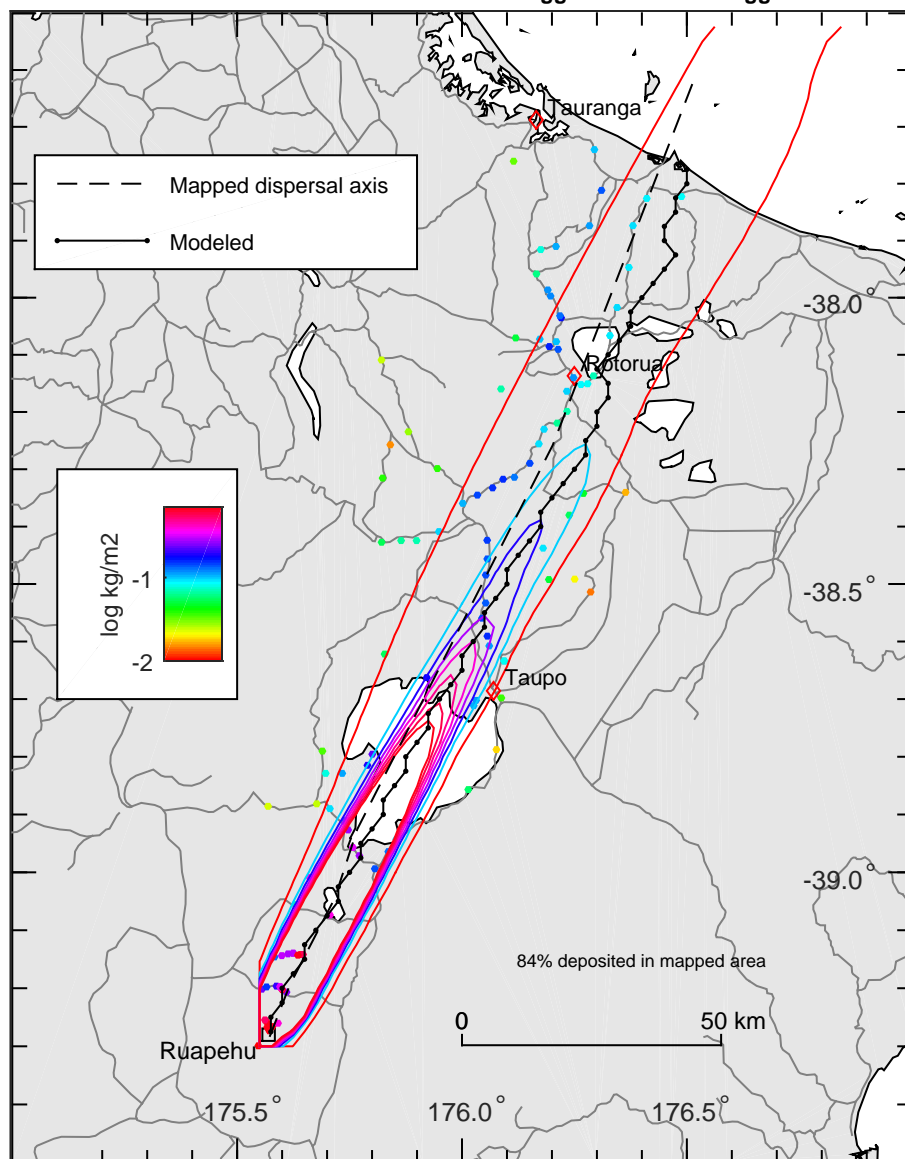 Tauranga
Mapped dispersal axis
Modeled
-38.0°
Rotorua
log kg/m2
-1
-2
-38.5°
Taupo
-39.0°
84% deposited in mapped area
0
50 km
Ruapehu
175.5°
176.0°
176.5°